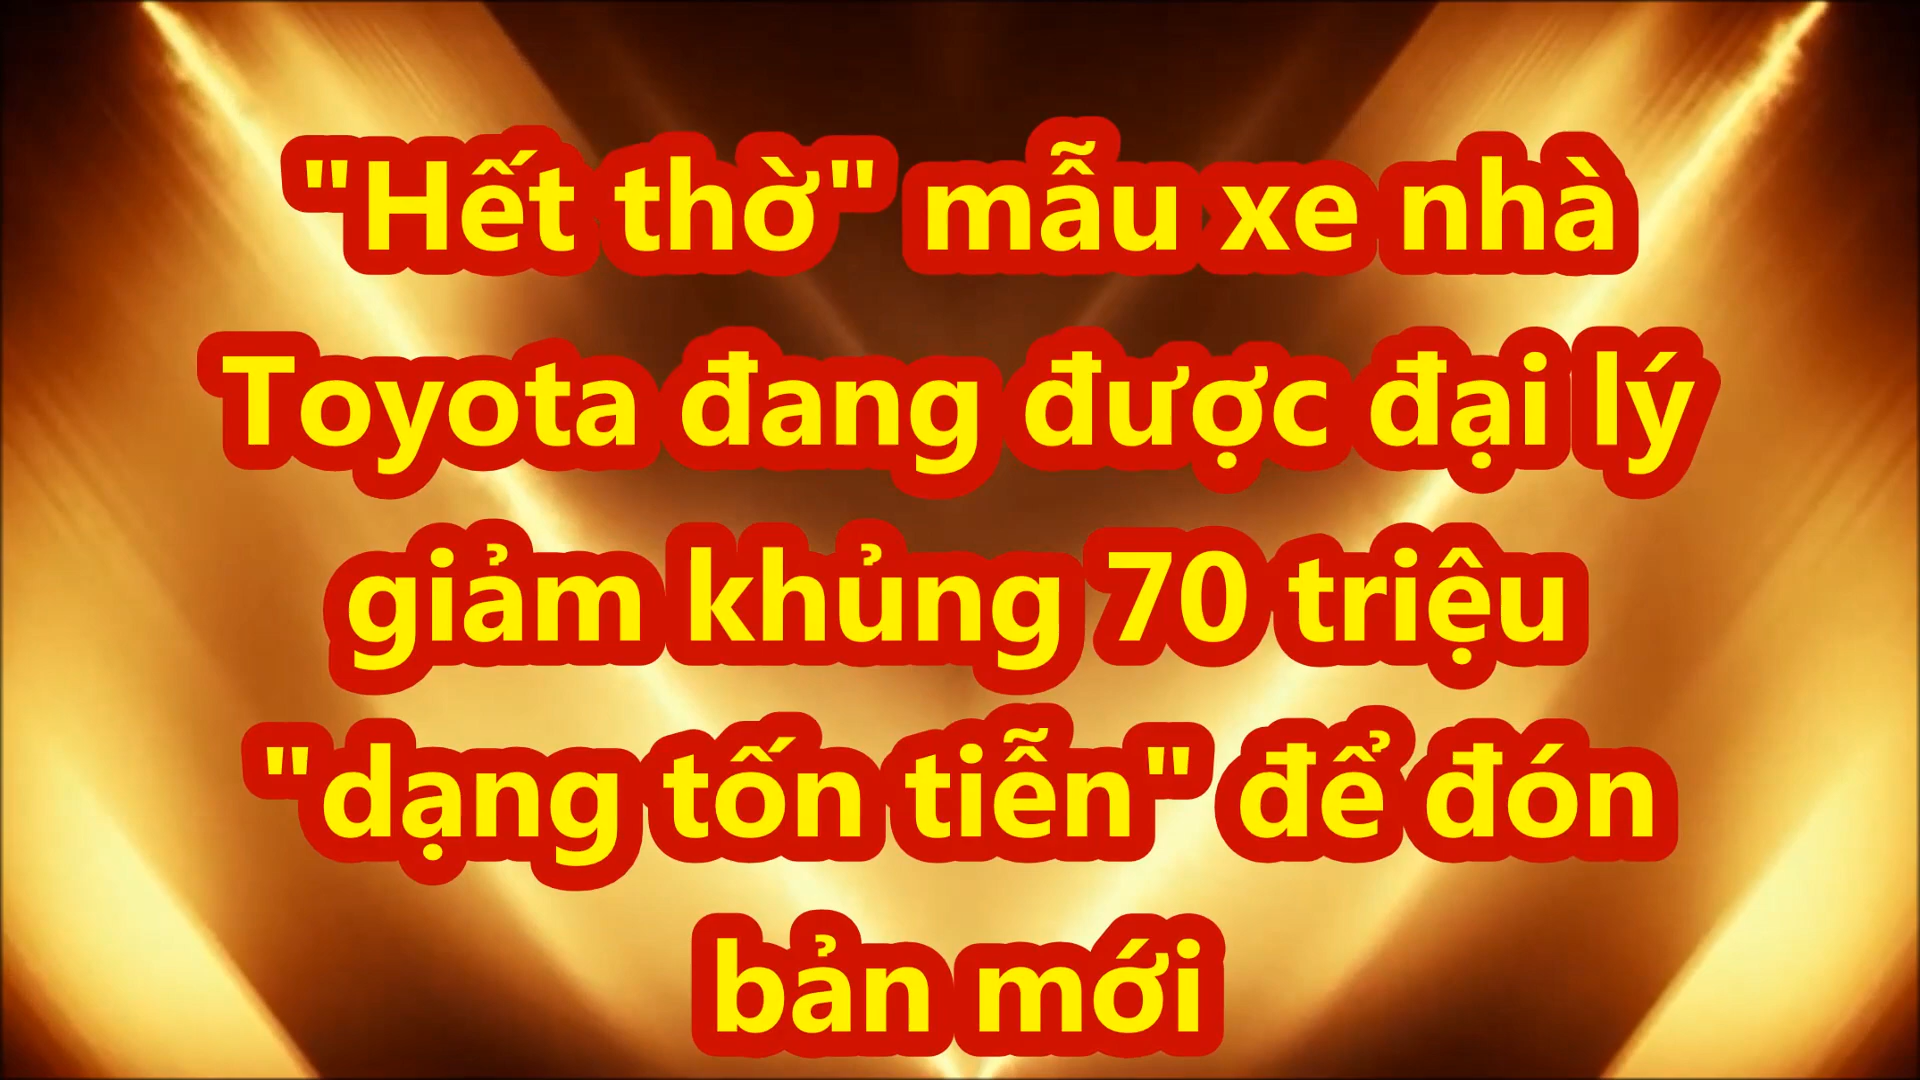 "Hết thờ" mẫu xe nhà
Toyota đang được đại lý
giảm khủng 70 triệu
"dạng tốn tiễn" để đón
bản mới